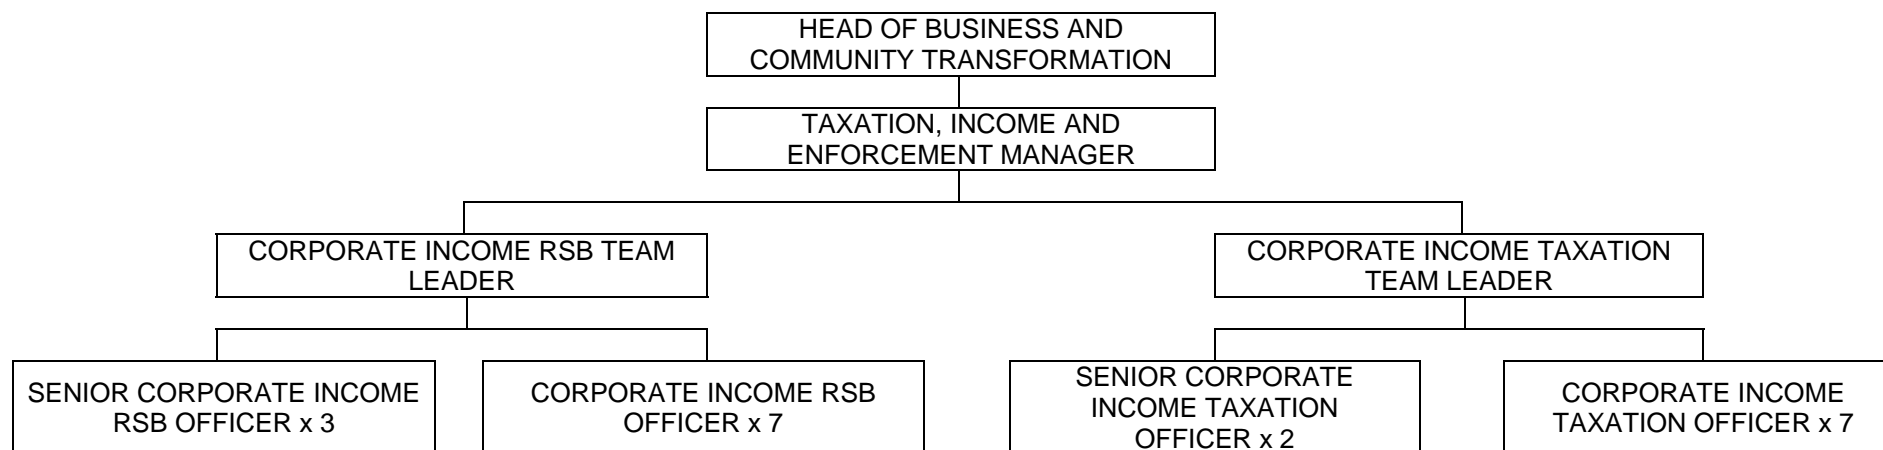 HEAD OF BUSINESS AND
COMMUNITY TRANSFORMATION
TAXATION, INCOME AND
ENFORCEMENT MANAGER
CORPORATE INCOME RSB TEAM
LEADER
CORPORATE INCOME TAXATION
TEAM LEADER
SENIOR CORPORATE INCOME
RSB OFFICER x 3
CORPORATE INCOME RSB
OFFICER x 7
SENIOR CORPORATE
INCOME TAXATION
OFFICER x 2
CORPORATE INCOME
TAXATION OFFICER x 7